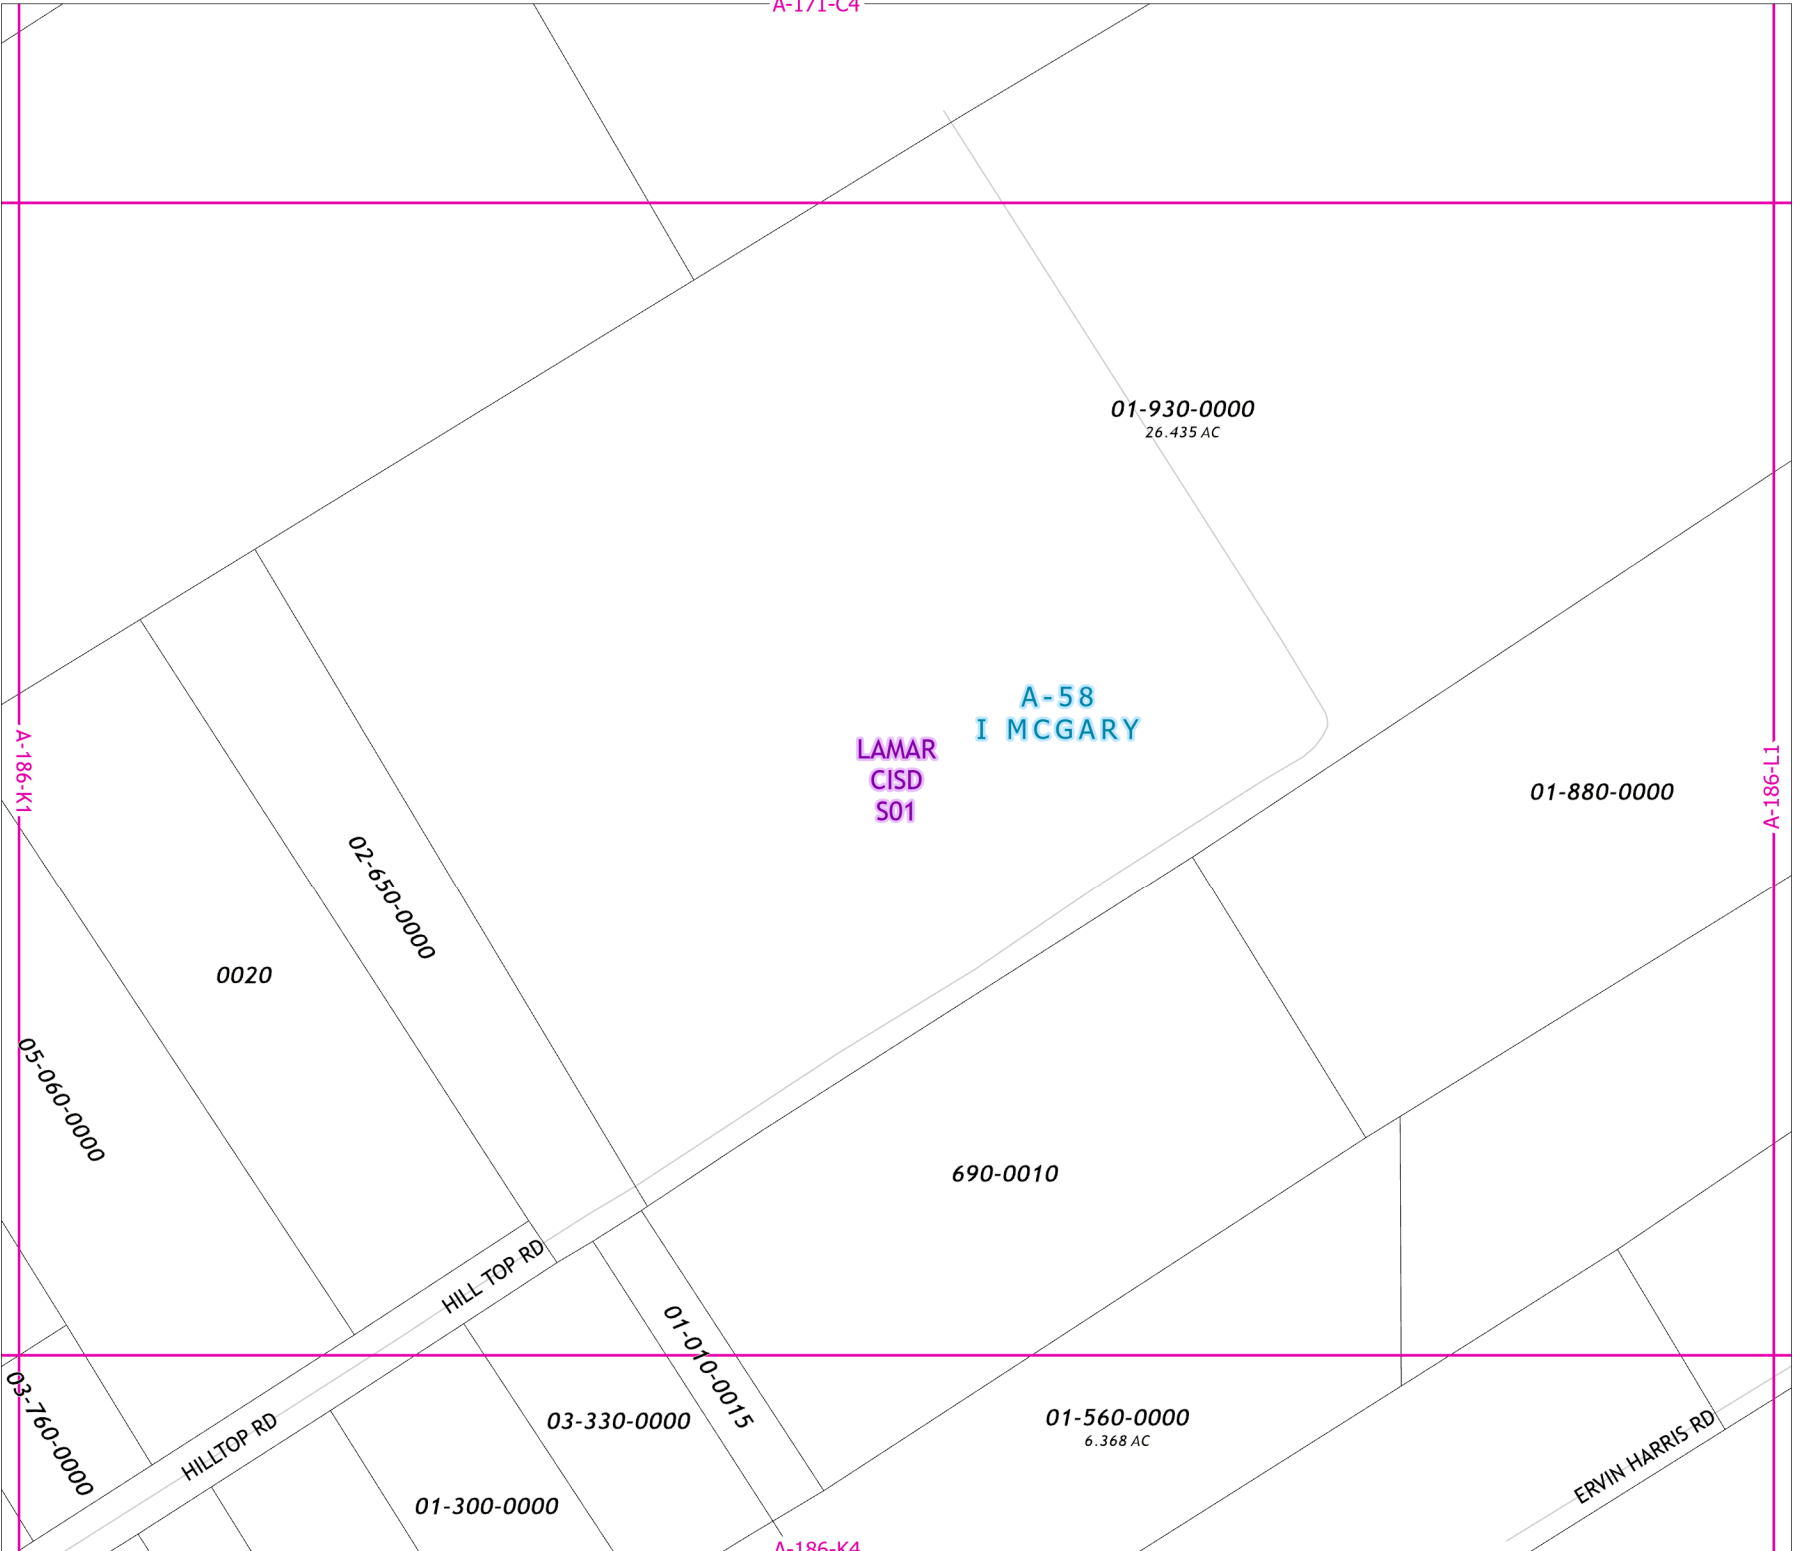 A-171-C4
01-930-0000
26.435 AC
A-58
I MCGARY
LAMAR
CISD
S01
A-186-K1
A-186-L1
01-880-0000
02-650-0000
0020
05-060-0000
690-0010
HILL TOP RD
01-010-0015
03-760-0000
HILLTOP RD
03-330-0000
01-560-0000
6.368 AC
ERVIN HARRIS RD
01-300-0000
A-186-K4